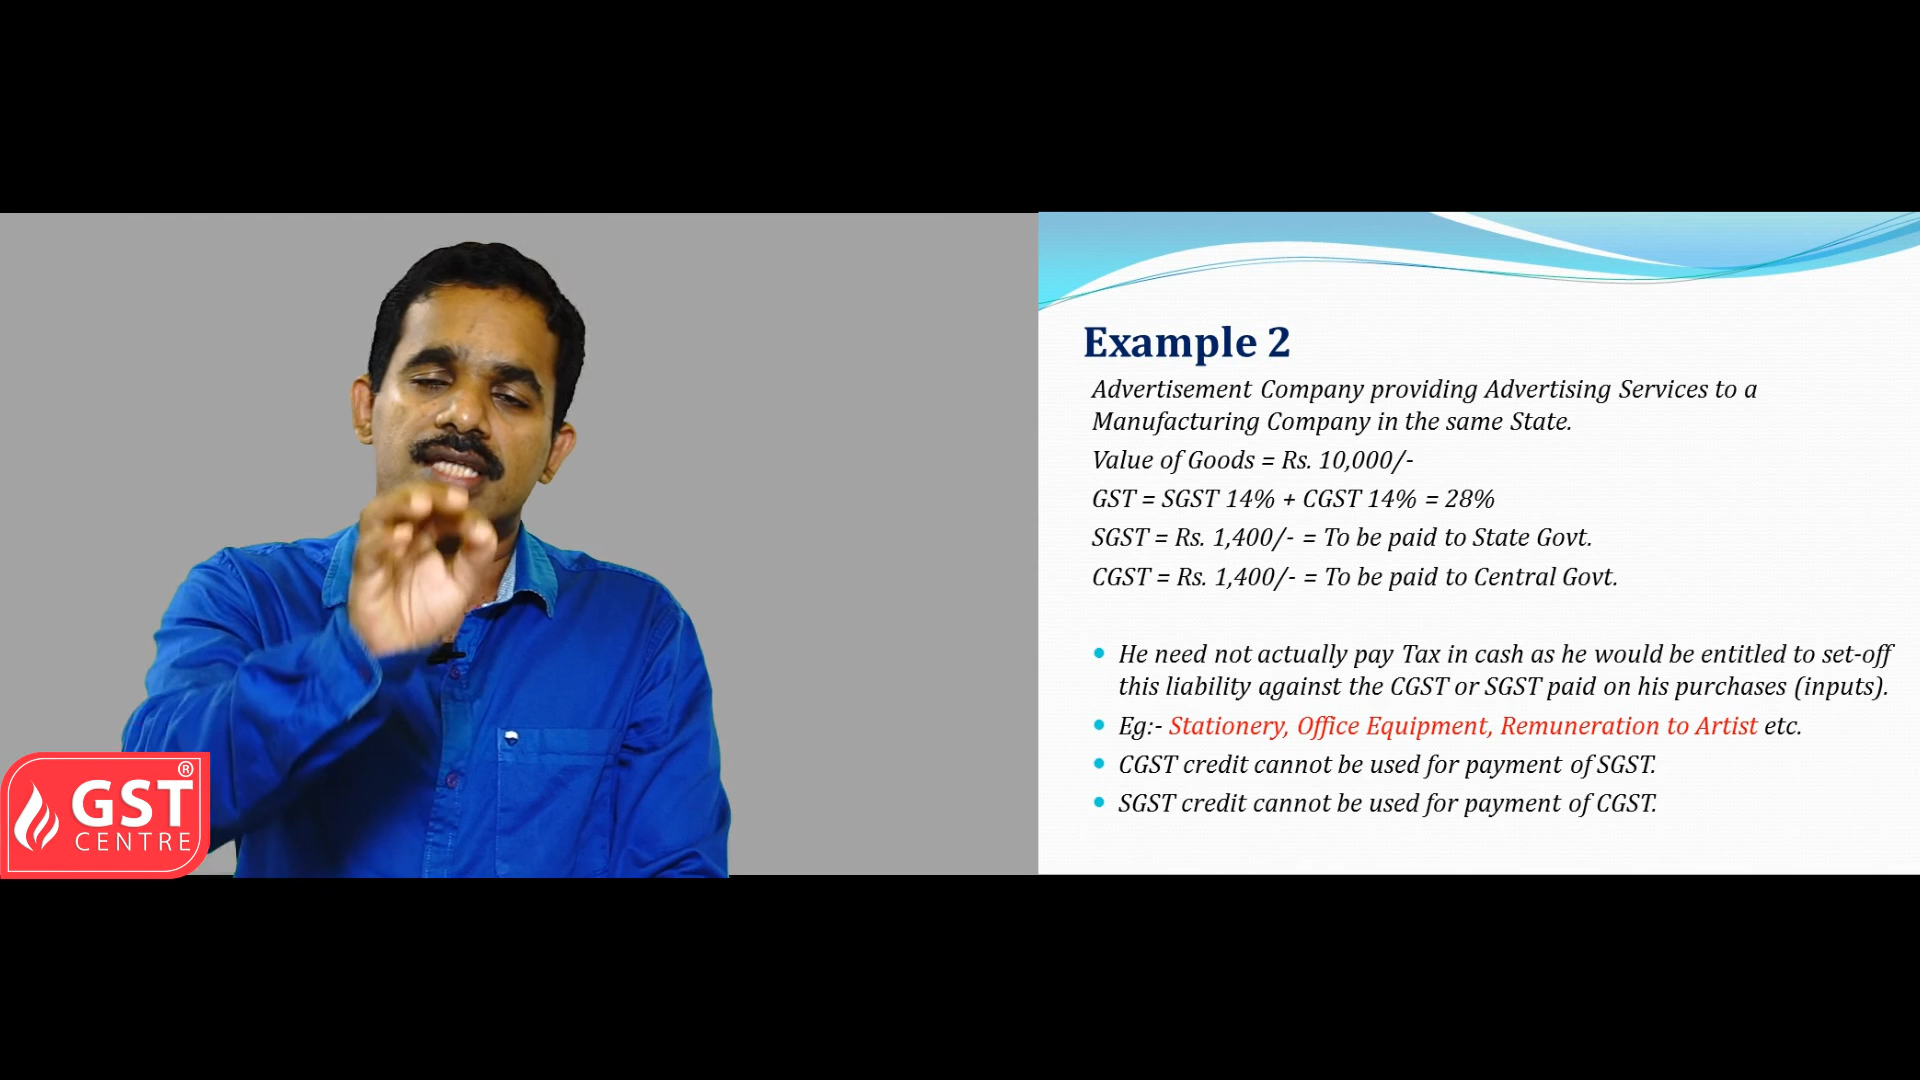 Example 2
Advertisement Company providing Advertising Services to a
Manufacturing Company in the same State.
Value of Goods = Rs. 10,000/-
GST = SGST 14% + CGST 14% = 28%
SGST = Rs. 1,400/- = To be paid to State Govt.
CGST = Rs. 1,400/- = To be paid to Central Govt.
• He need not actually pay Tax in cash as he would be entitled to set-off
this liability against the CGST or SGST paid on his purchases (inputs).
• Eg:- Stationery, Office Equipment, Remuneration to Artist etc.
• CGST credit cannot be used for payment of SGST.
• SGST credit cannot be used for payment of CGST.
GST ®
CENTRE